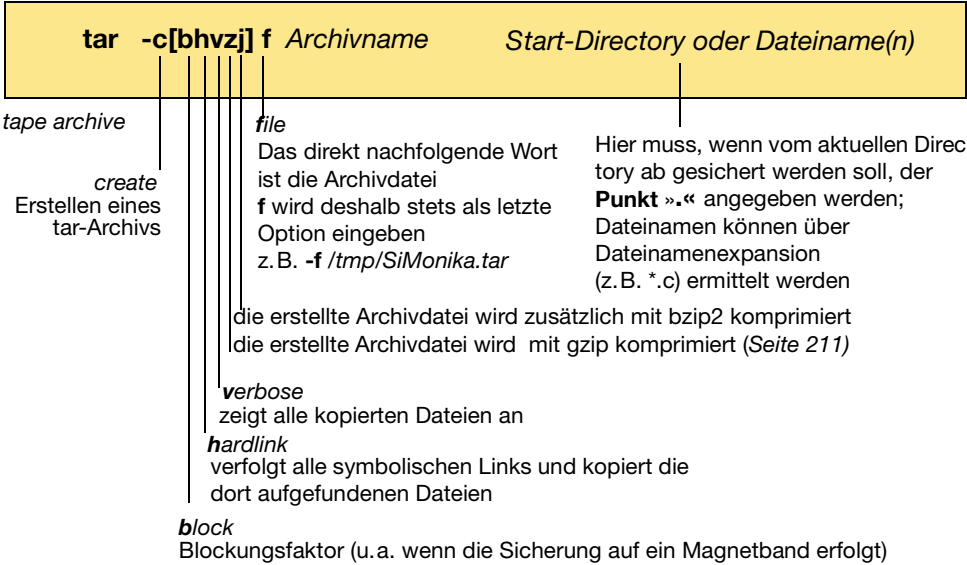 tar -c[bhvzj] f Archivname Start-Directory oder Dateiname(n)
tape archive
create
Erstellen eines
tar-Archivs
file
Das direkt nachfolgende Wort
ist die Archivdatei
f wird deshalb stets als letzte
Option eingeben
z.B. -f /tmp/SiMonika.tar
Hier muss, wenn vom aktuellen Direc
tory ab gesichert werden soll, der
Punkt ».« angegeben werden;
Dateinamen können über
Dateinamenexpansion
(z.B. *.c) ermittelt werden
die erstellte Archivdatei wird zusätzlich mit bzip2 komprimiert
die erstellte Archivdatei wird mit gzip komprimiert (Seite 211)
verbose
zeigt alle kopierten Dateien an
hardlink
verfolgt alle symbolischen Links und kopiert die
dort aufgefundenen Dateien
block
Blockungsfaktor (u.a. wenn die Sicherung auf ein Magnetband erfolgt)